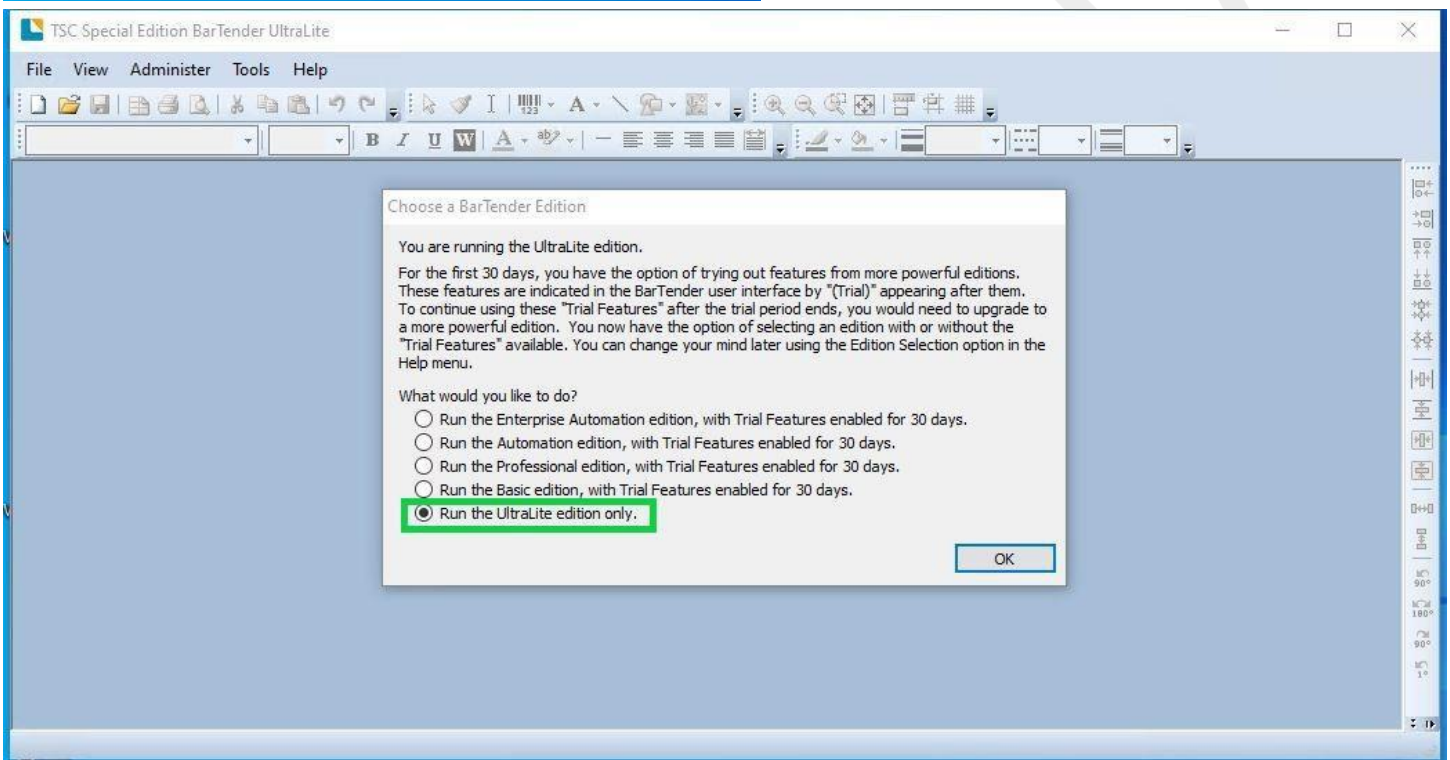 TSC Special Edition BarTender UltraLite
File View Administer Tools Help
123 A
B I U W A ab
Choose a BarTender Edition
You are running the UltraLite edition.
For the first 30 days, you have the option of trying out features from more powerful editions.
These features are indicated in the BarTender user interface by "(Trial)" appearing after them.
To continue using these "Trial Features" after the trial period ends, you would need to upgrade to
a more powerful edition. You now have the option of selecting an edition with or without the
"Trial Features" available. You can change your mind later using the Edition Selection option in the
Help menu.
What would you like to do?
Run the Enterprise Automation edition, with Trial Features enabled for 30 days.
Run the Automation edition, with Trial Features enabled for 30 days.
Run the Professional edition, with Trial Features enabled for 30 days.
Run the Basic edition, with Trial Features enabled for 30 days.
Run the UltraLite edition only.
OK
90°
180°
90°
1°